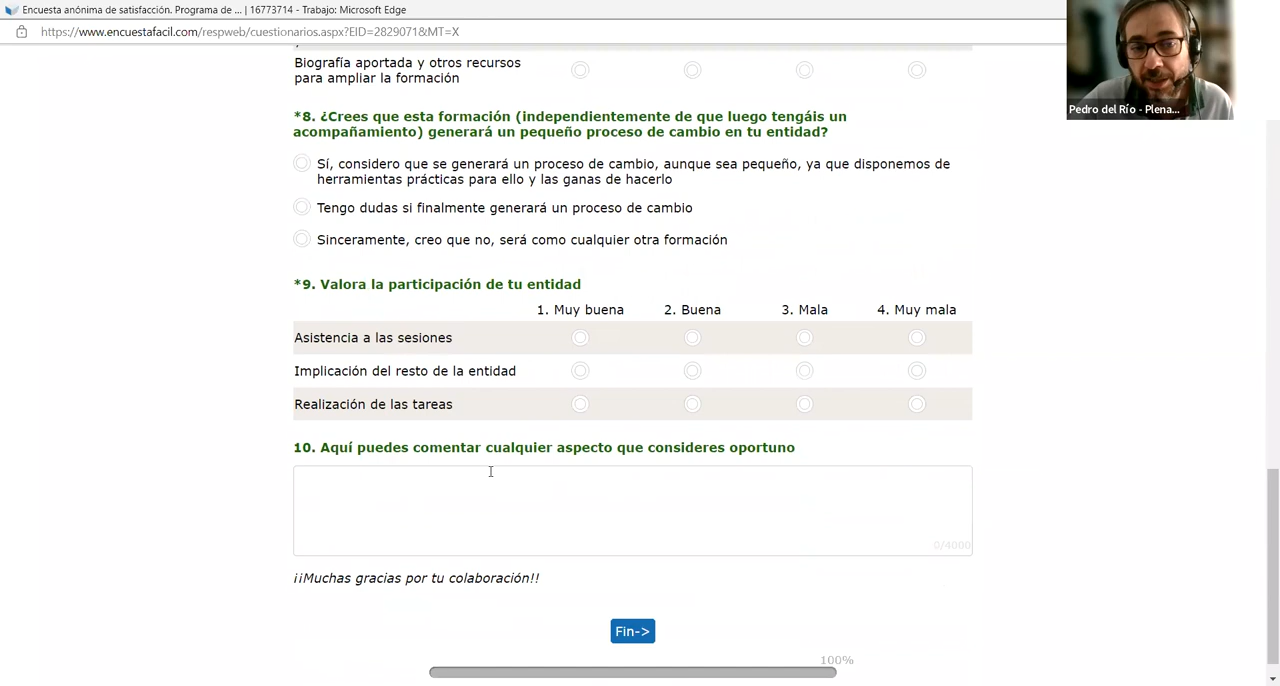 Encuesta anónima de satisfacción. Programa de ... | 16773714 - Trabajo: Microsoft Edge
https://www.encuestafacil.com/respweb/cuestionarios.aspx?EID=2829071&MT=X
Pedro del Río - Plena...
Biografía aportada y otros recursos
para ampliar la formación
*8. ¿Crees que esta formación (independientemente de que luego tengáis un
acompañamiento) generará un pequeño proceso de cambio en tu entidad?
Sí, considero que se generará un proceso de cambio, aunque sea pequeño, ya que disponemos de
herramientas prácticas para ello y las ganas de hacerlo
Tengo dudas si finalmente generará un proceso de cambio
Sinceramente, creo que no, será como cualquier otra formación
*9. Valora la participación de tu entidad
1. Muy buena 2. Buena 3. Mala 4. Muy mala
Asistencia a las sesiones
Implicación del resto de la entidad
Realización de las tareas
10. Aquí puedes comentar cualquier aspecto que consideres oportuno
0/4000
¡¡Muchas gracias por tu colaboración!!
Fin->
100%